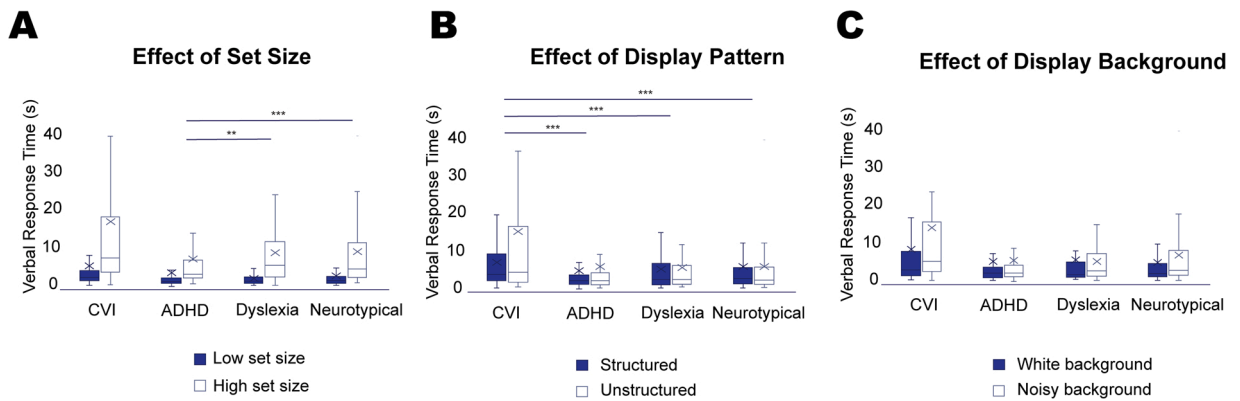 A
Effect of Set Size
Verbal Response Time (s)
40
30
20
10
0
***
**
CVI ADHD Dyslexia Neurotypical
Low set size
High set size
B
Effect of Display Pattern
Verbal Response Time (s)
40
30
20
10
0
***
***
***
CVI ADHD Dyslexia Neurotypical
Structured
Unstructured
C
Effect of Display Background
Verbal Response Time (s)
40
30
20
10
0
CVI ADHD Dyslexia Neurotypical
White background
Noisy background